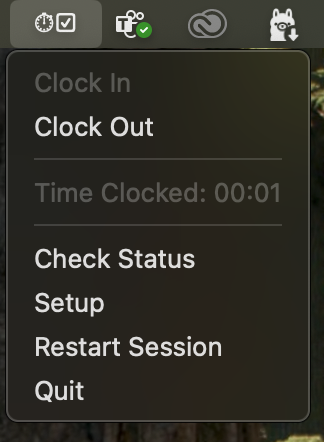 Clock In
Clock Out
Time Clocked: 00:01
Check Status
Setup
Restart Session
Quit